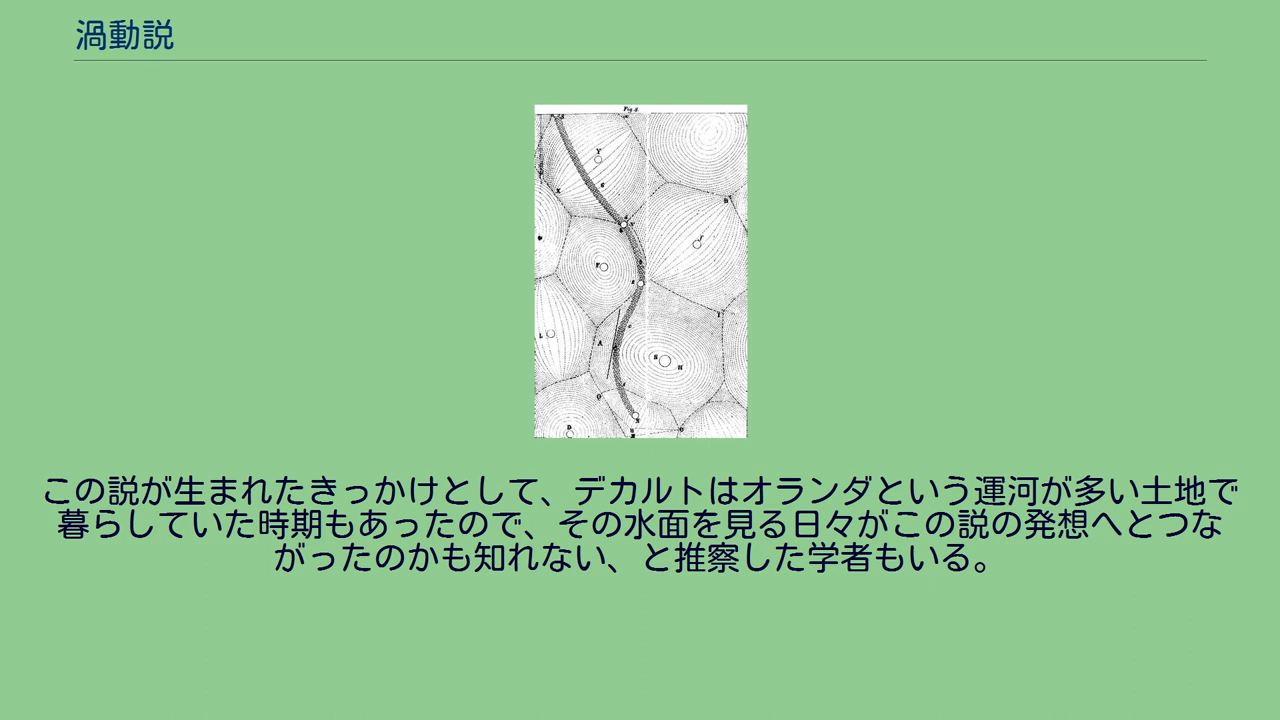 渦動説
Fig.
Y
D
F
L
A
S
H
D
この説が生まれたきっかけとして、デカルトはオランダという運河が多い土地で
暮らしていた時期もあったので、その水面を見る日々がこの説の発想へとつな
がったのかも知れない、と推察した学者もいる。